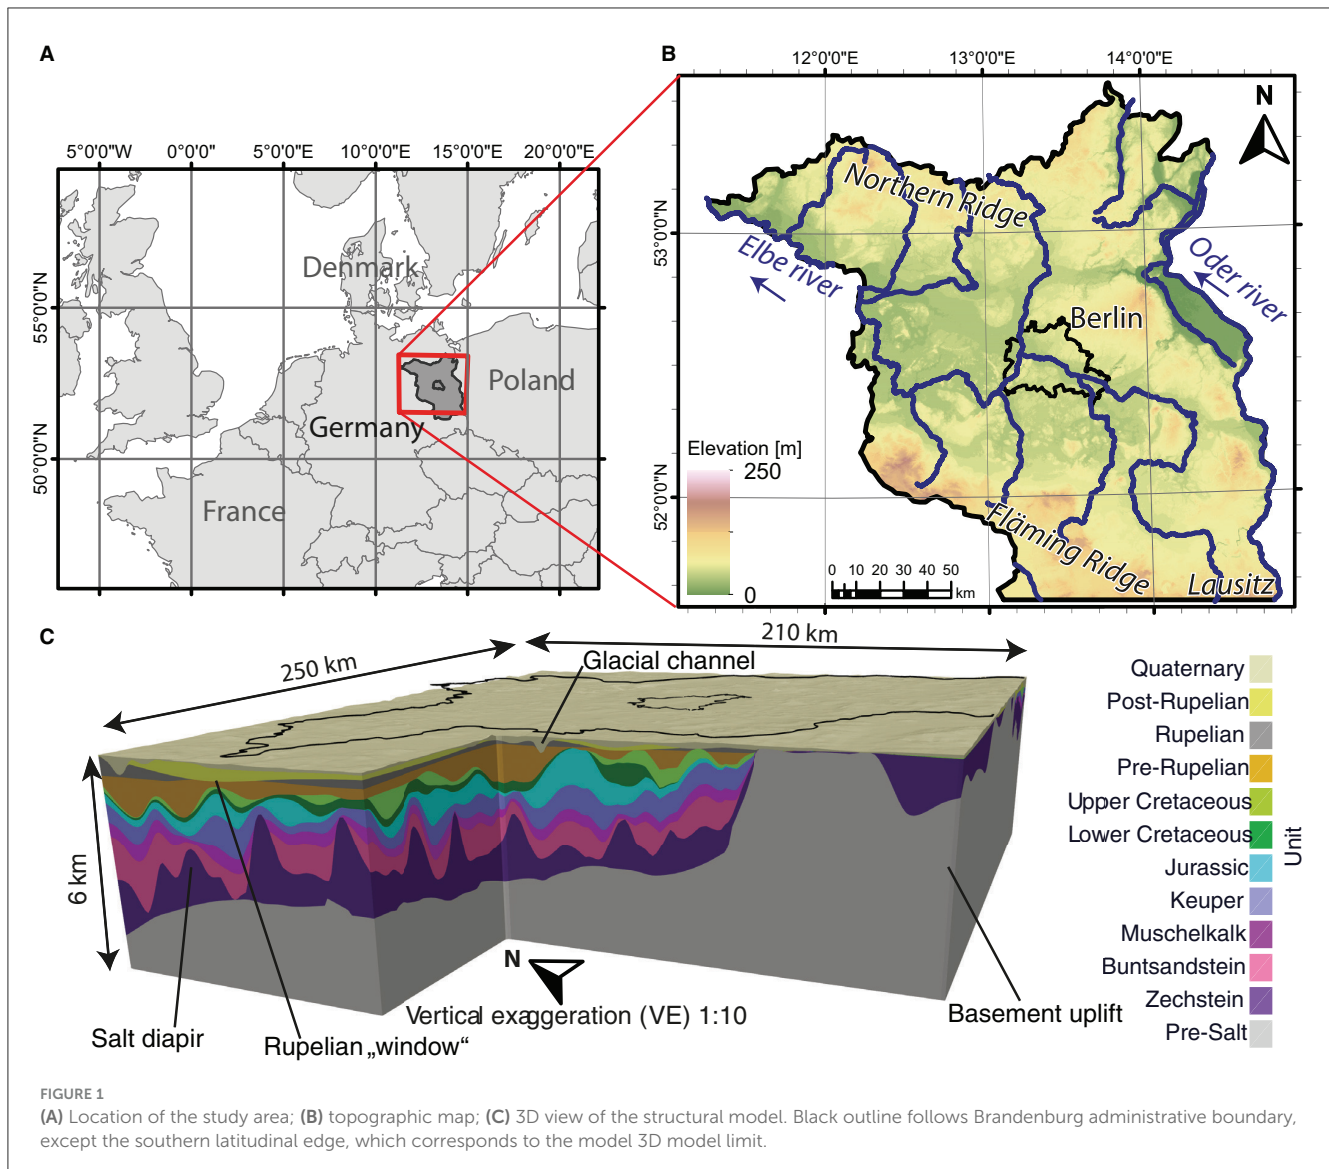 A
5°0'0"W 0°0'0" 5°0'0"E 10°0'0"E 15°0'0"E 20°0'0"E
55°0'0"N
50°0'0"N
Denmark
Poland
Germany
France
B
12°0'0"E 13°0'0"E 14°0'0"E
53°0'0"N
52°0'0"N
N
Northern Ridge
Elbe river
Oder river
Berlin
Elevation [m]
250
0
Fläming Ridge
Lausitz
0 10 20 30 40 50
km
C
250 km
210 km
Glacial channel
6 km
N
Vertical exaggeration (VE) 1:10
Salt diapir
Rupelian „window“
Basement uplift
Quaternary
Post-Rupelian
Rupelian
Pre-Rupelian
Upper Cretaceous
Lower Cretaceous
Jurassic
Keuper
Muschelkalk
Buntsandstein
Zechstein
Pre-Salt
Unit
FIGURE 1
(A) Location of the study area; (B) topographic map; (C) 3D view of the structural model. Black outline follows Brandenburg administrative boundary,
except the southern latitudinal edge, which corresponds to the model 3D model limit.